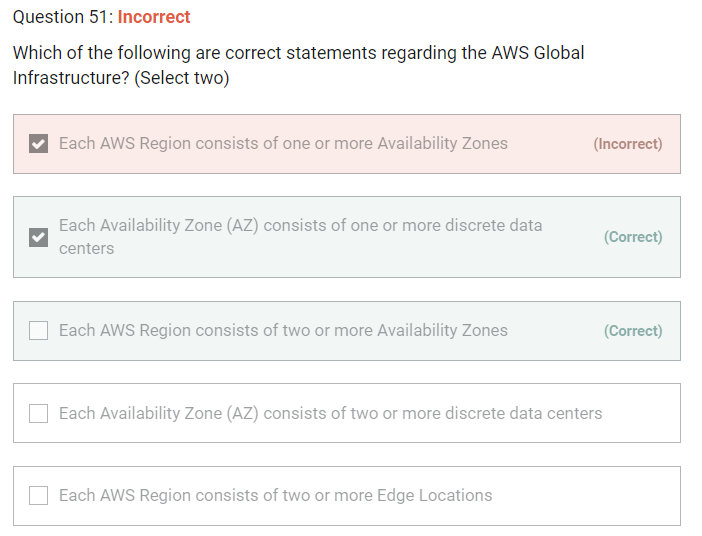 Question 51: Incorrect
Which of the following are correct statements regarding the AWS Global
Infrastructure? (Select two)
Each AWS Region consists of one or more Availability Zones (Incorrect)
Each Availability Zone (AZ) consists of one or more discrete data
centers (Correct)
Each AWS Region consists of two or more Availability Zones (Correct)
Each Availability Zone (AZ) consists of two or more discrete data centers
Each AWS Region consists of two or more Edge Locations